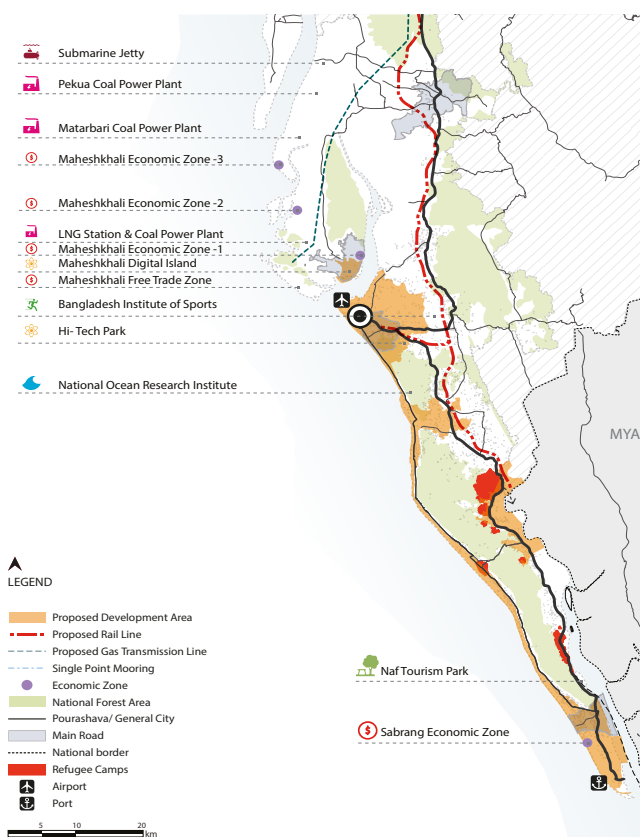 Submarine Jetty
Pekua Coal Power Plant
Matarbari Coal Power Plant
Maheshkhali Economic Zone -3
Maheshkhali Economic Zone -2
LNG Station & Coal Power Plant
Maheshkhali Economic Zone -1
Maheshkhali Digital Island
Maheshkhali Free Trade Zone
Bangladesh Institute of Sports
Hi- Tech Park
National Ocean Research Institute
MYA
LEGEND
Proposed Development Area
Proposed Rail Line
Proposed Gas Transmission Line
Single Point Mooring
Economic Zone
National Forest Area
Pourashava/ General City
Main Road
National border
Refugee Camps
Airport
Port
5 10 20
km
Naf Tourism Park
Sabrang Economic Zone